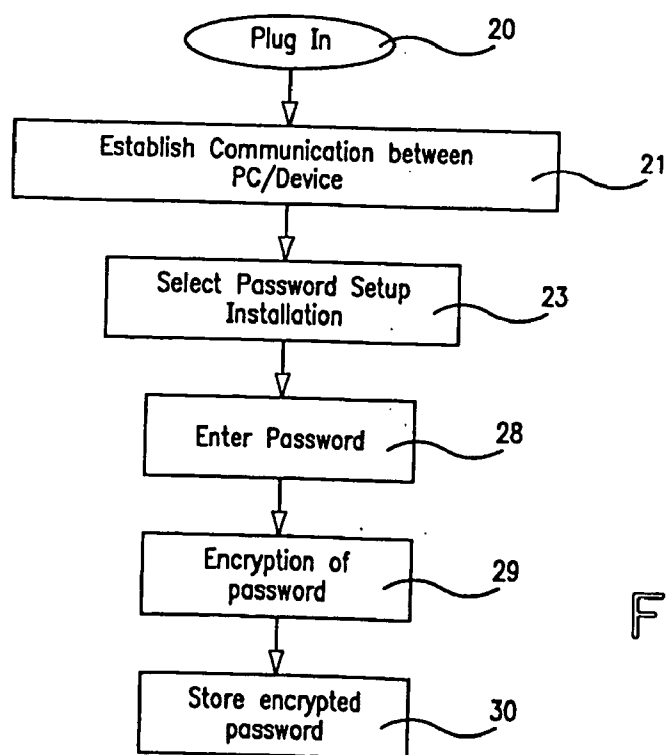 Plug In
20
Establish Communication between
PC/Device
21
Select Password Setup
Installation
23
Enter Password
28
Encryption of
password
29
F
Store encrypted
password
30